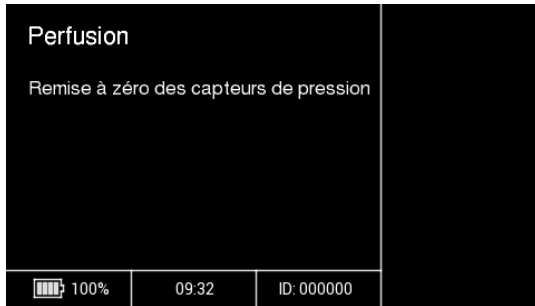 Perfusion
Remise à zéro des capteurs de pression
100%
09:32
ID: 000000